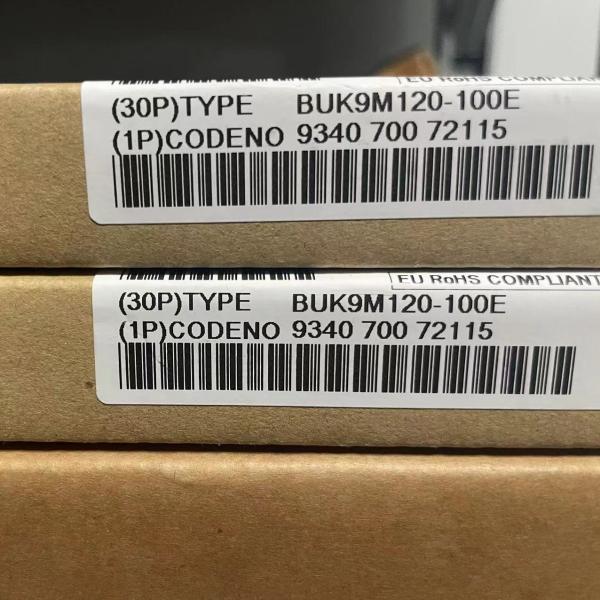 EU RoHS COMPLIANT
(30P)TYPE BUK9M120-100E
(1P)CODENO 9340 700 72115
EU RoHS COMPLIANT
(30P)TYPE BUK9M120-100E
(1P)CODENO 9340 700 72115